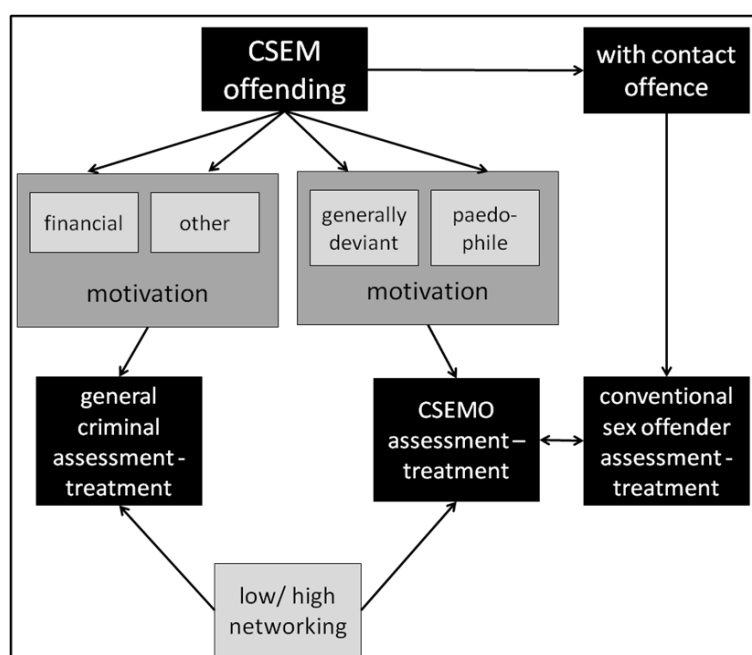 CSEM
offending
with contact
offence
financial
other
motivation
generally
deviant
paedo-
phile
motivation
general
criminal
assessment-
treatment
CSEMO
assessment–
treatment
conventional
sex offender
assessment-
treatment
low/ high
networking